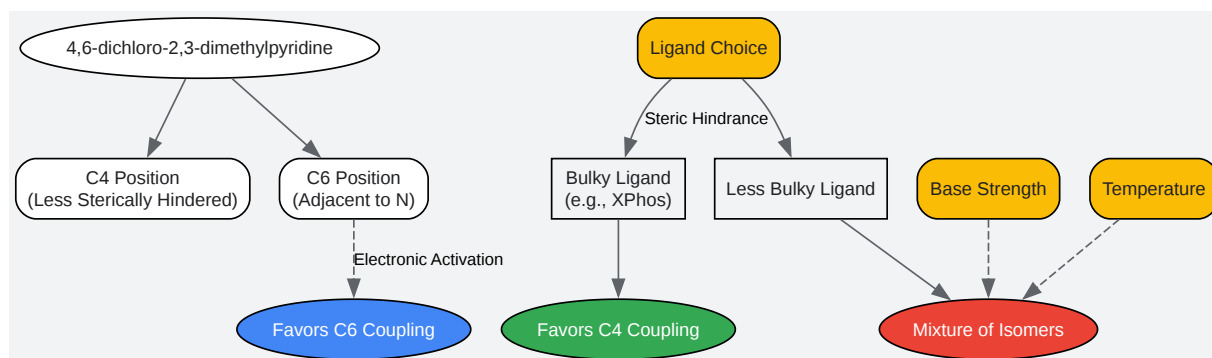 4,6-dichloro-2,3-dimethylpyridine
Ligand Choice
Steric Hindrance
C4 Position
(Less Sterically Hindered)
C6 Position
(Adjacent to N)
Bulky Ligand
(e.g., XPhos)
Less Bulky Ligand
Base Strength
Temperature
Electronic Activation
Favors C6 Coupling
Favors C4 Coupling
Mixture of Isomers